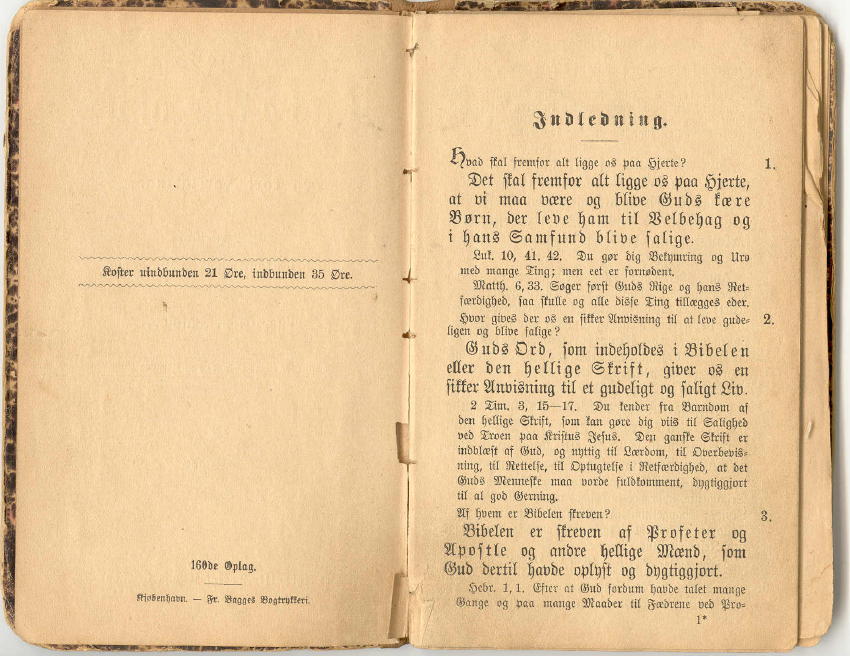 Koster uindbunden 21 Øre, indbunden 35 Øre.
160de Oplag.
Kjøbenhavn. — Fr. Bagges Bogtrykkeri.
Indledning.
Hvad skal fremfor alt ligge os paa Hjerte? 1.
Det skal fremfor alt ligge os paa Hjerte,
at vi maa være og blive Guds kære
Børn, der leve ham til Velbehag og
i hans Samfund blive salige.
Luk. 10, 41. 42. Du gør dig Bekymring og Uro
med mange Ting; men eet er fornødent.
Matth. 6, 33. Søger først Guds Rige og hans Ret-
færdighed, saa skulle og alle disse Ting tillægges eder.
Hvor gives der os en sikker Anvisning til at leve gude- 2.
ligen og blive salige?
Guds Ord, som indeholdes i Bibelen
eller den hellige Skrift, giver os en
sikker Anvisning til et gudeligt og saligt Liv.
2 Tim. 3, 15—17. Du kender fra Barndom af
den hellige Skrift, som kan gøre dig viis til Salighed
ved Troen paa Kristus Jesus. Den ganske Skrift er
indblæst af Gud, og nyttig til Lærdom, til Overbevis-
ning, til Rettelse, til Optugtelse i Retfærdighed, at det
Guds Menneske maa vorde fuldkomment, dygtiggjort
til al god Gerning.
Af hvem er Bibelen skreven? 3.
Bibelen er skreven af Profeter og
Apostle og andre hellige Mænd, som
Gud dertil havde oplyst og dygtiggjort.
Hebr. 1, 1. Efter at Gud fordum havde talet mange
Gange og paa mange Maader til Fædrene ved Pro-
1*